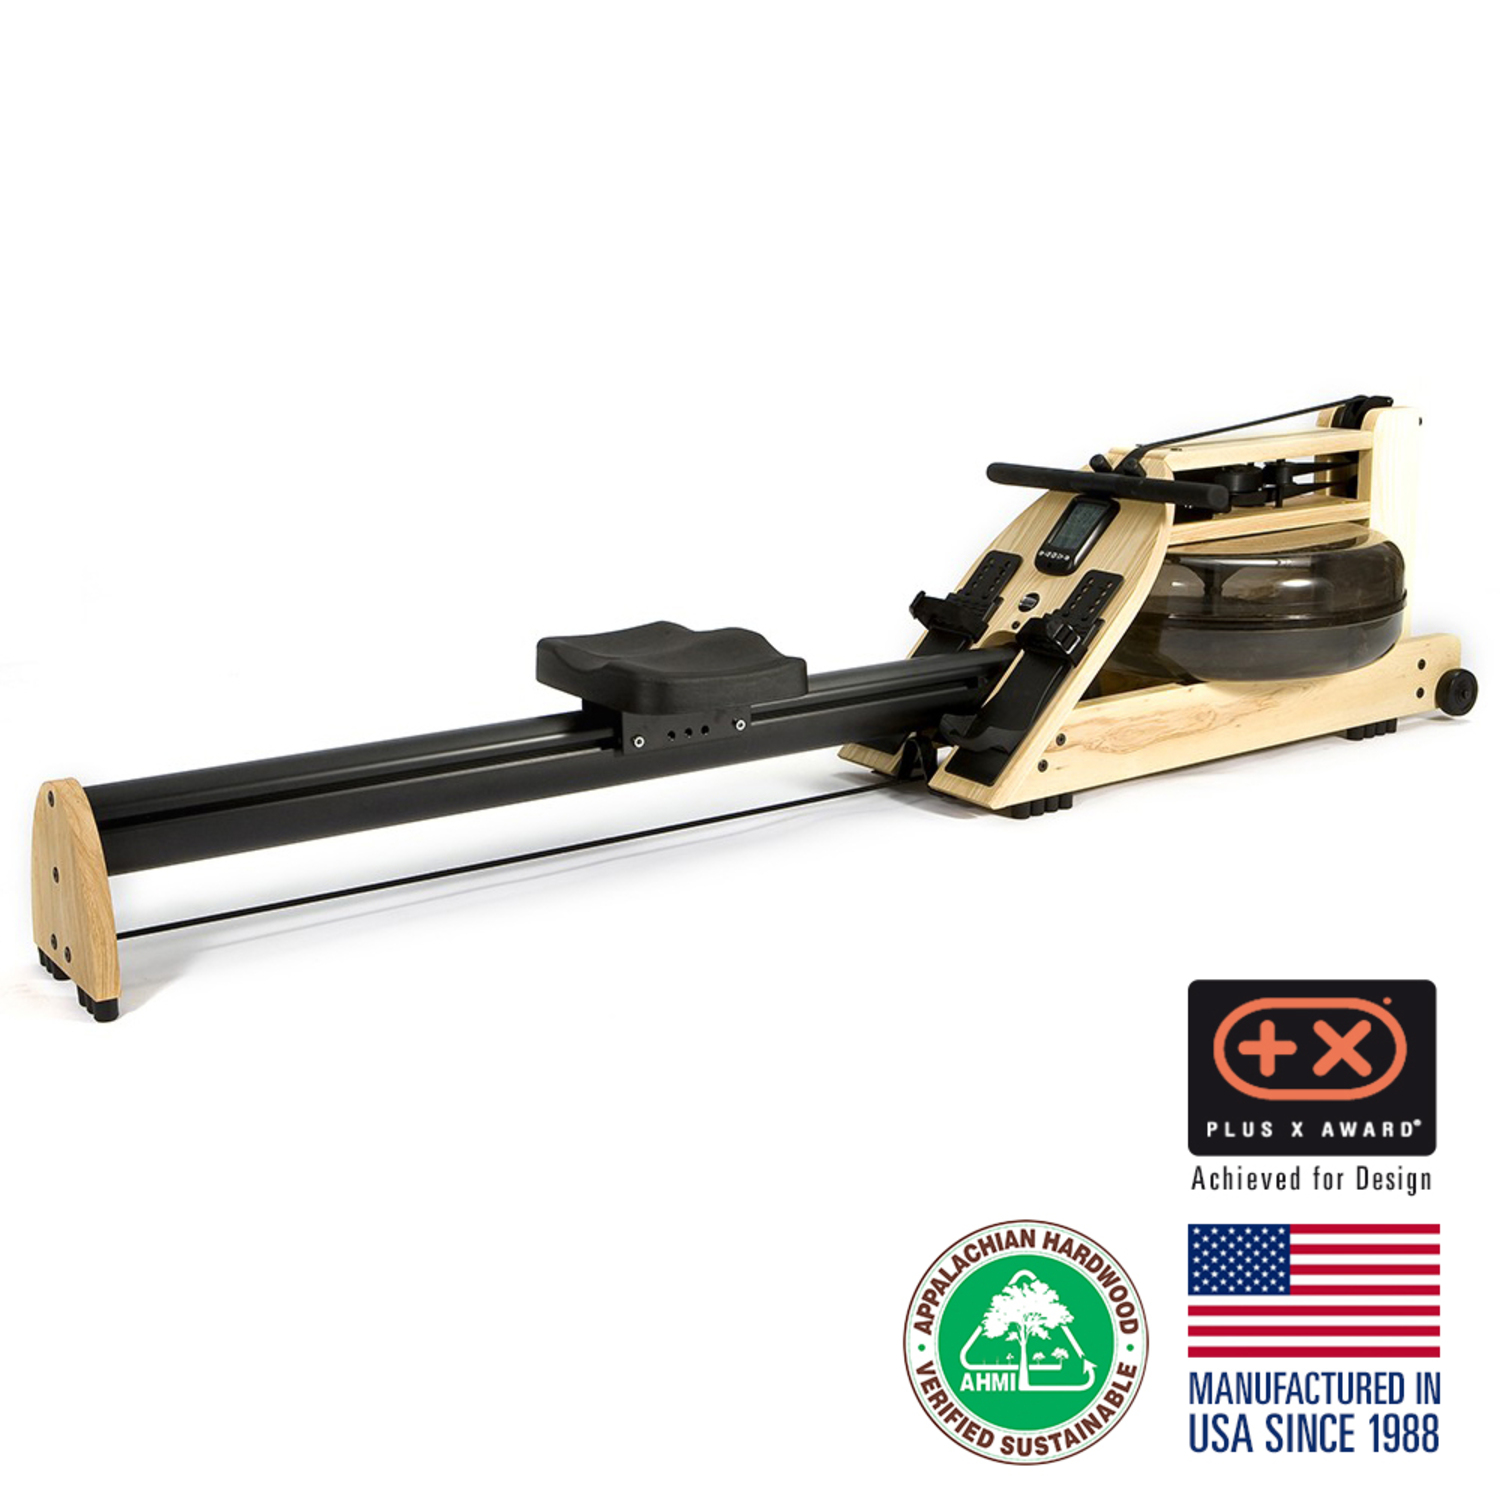 PLUS X AWARD®
Achieved for Design
APPALACHIAN HARDWOOD
AHMI
VERIFIED SUSTAINABLE
MANUFACTURED IN
USA SINCE 1988